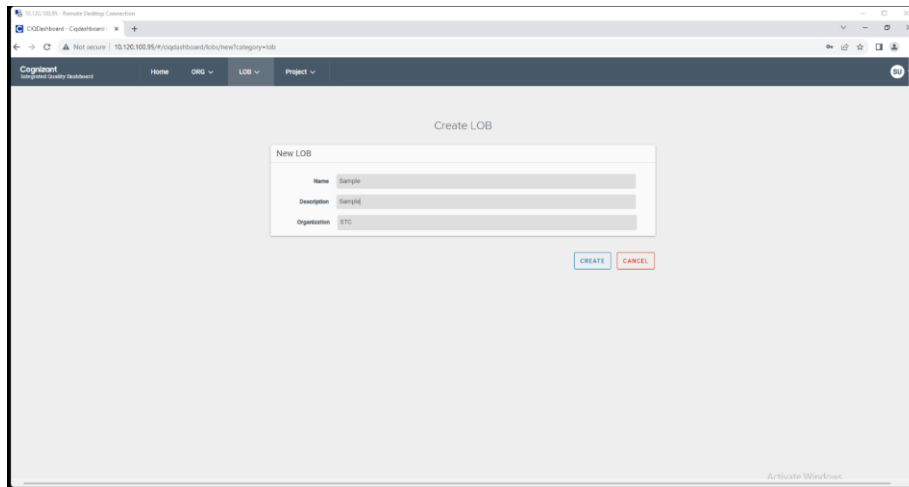 10.120.100.95 - Remote Desktop Connection
CIQDashboard - Ciqdashboard |
Not secure | 10.120.100.95/#/ciqdashboard/lobs/new?category=lob
Cognizant Home ORG LOB Project SU
Integrated Quality Dashboard
Create LOB
New LOB
Name Sample
Description Sample
Organization STC
CREATE CANCEL
Activate Windows